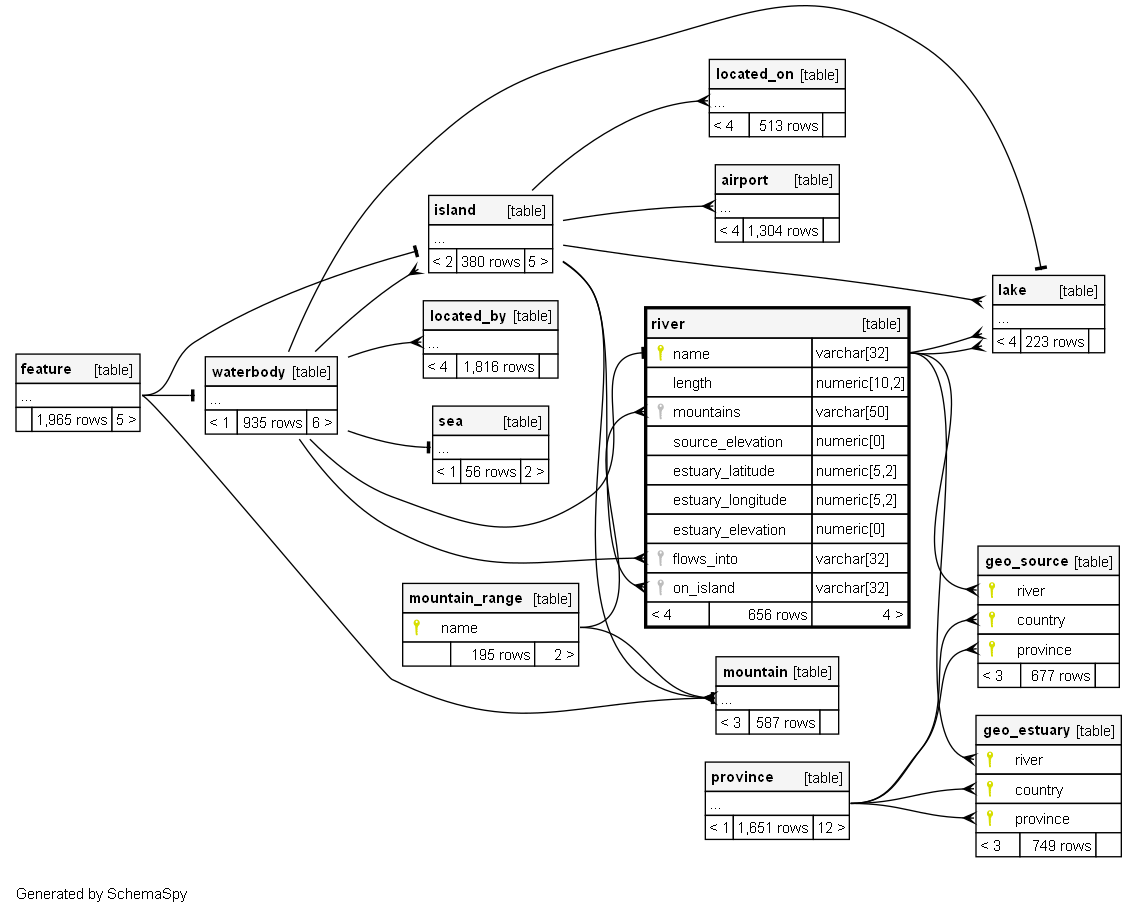 located_on [table]
...
< 4 513 rows
airport [table]
...
< 4 1,304 rows
island [table]
...
< 2 380 rows 5 >
lake [table]
...
< 4 223 rows
located_by [table]
...
< 4 1,816 rows
river [table]
name varchar[32]
length numeric[10,2]
mountains varchar[50]
source_elevation numeric[0]
estuary_latitude numeric[5,2]
estuary_longitude numeric[5,2]
estuary_elevation numeric[0]
flows_into varchar[32]
on_island varchar[32]
< 4 656 rows 4 >
feature [table]
...
1,965 rows 5 >
waterbody [table]
...
< 1 935 rows 6 >
sea [table]
...
< 1 56 rows 2 >
geo_source [table]
river
country
province
< 3 677 rows
mountain_range [table]
name
195 rows 2 >
mountain [table]
...
< 3 587 rows
geo_estuary [table]
river
country
province
< 3 749 rows
province [table]
...
< 1 1,651 rows 12 >
Generated by SchemaSpy